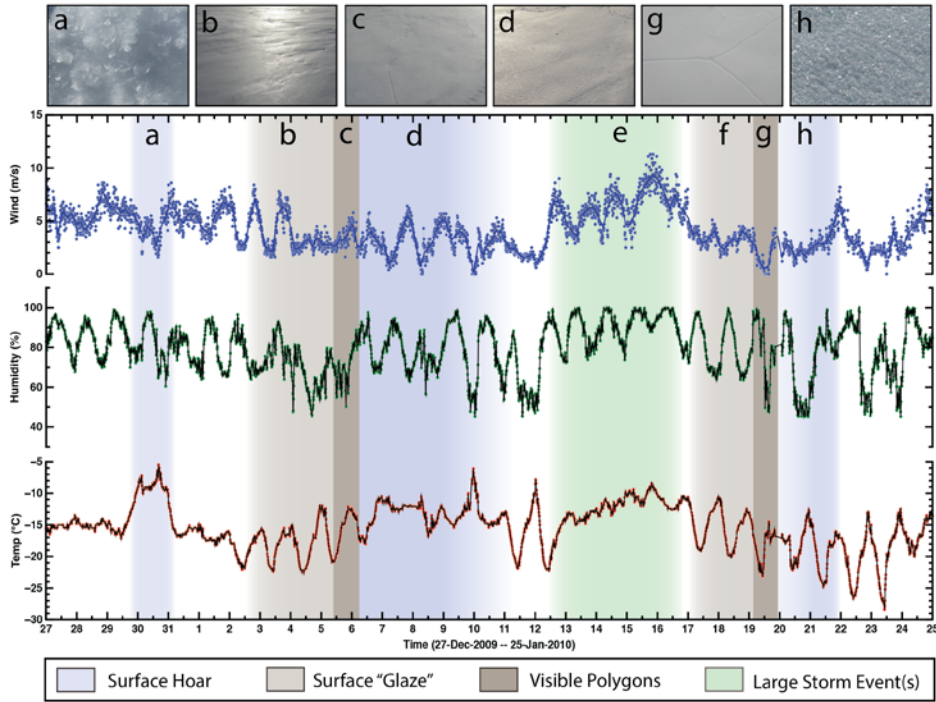 a b c d g h
a b c d e f g h
15
10
5
0
Wind (m/s)
100
80
60
40
Humidity (%)
−5
−10
−15
−20
−25
−30
Temp (°C)
27 28 29 30 31 1 2 3 4 5 6 7 8 9 10 11 12 13 14 15 16 17 18 19 20 21 22 23 24 25
Time (27-Dec-2009 -- 25-Jan-2010)
Surface Hoar Surface "Glaze" Visible Polygons Large Storm Event(s)